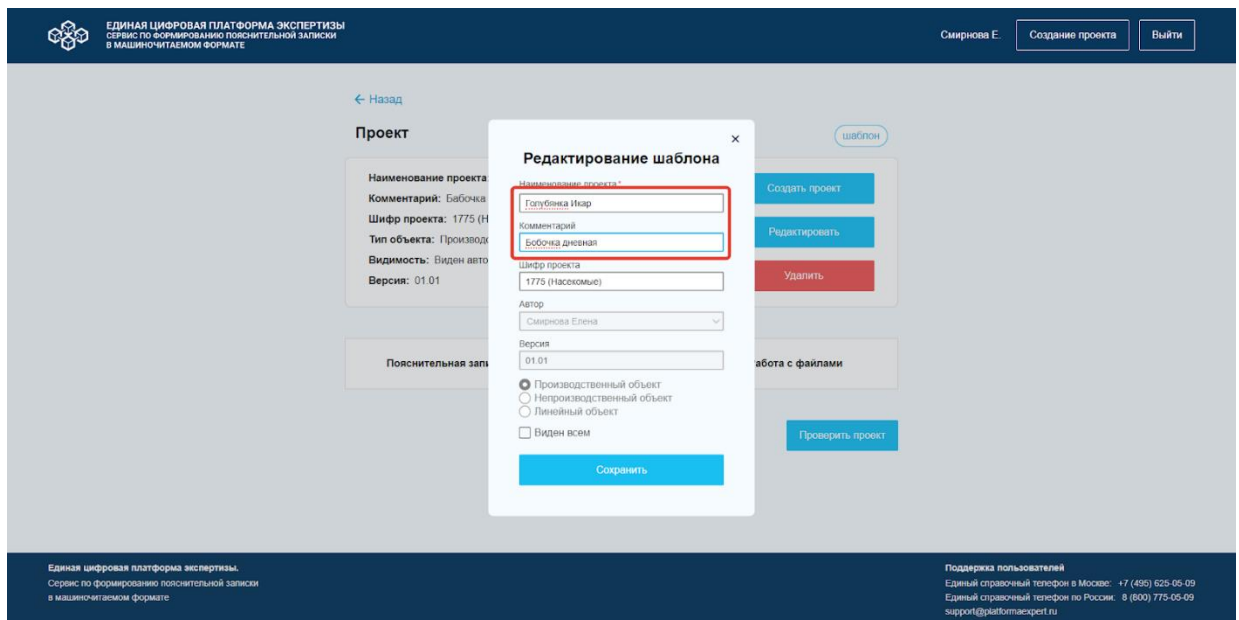 ЕДИНАЯ ЦИФРОВАЯ ПЛАТФОРМА ЭКСПЕРТИЗЫ
СЕРВИС ПО ФОРМИРОВАНИЮ ПОЯСНИТЕЛЬНОЙ ЗАПИСКИ
В МАШИНОЧИТАЕМОМ ФОРМАТЕ
Смирнова Е.
Создание проекта
Выйти
← Назад
Проект
шаблон
Наименование проекта:
Комментарий: Бабочка
Шифр проекта: 1775 (Н
Тип объекта: Производс
Видимость: Виден авто
Версия: 01.01
Создать проект
Редактировать
Удалить
Пояснительная запи
абота с файлами
Проверить проект
×
Редактирование шаблона
Наименование проекта*
Голубянка Икар
Комментарий
Бобочка дневная
Шифр проекта
1775 (Насекомые)
Автор
Смирнова Елена
Версия
01.01
Производственный объект
Непроизводственный объект
Линейный объект
Виден всем
Сохранить
Единая цифровая платформа экспертизы.
Сервис по формированию пояснительной записки
в машиночитаемом формате
Поддержка пользователей
Единый справочный телефон в Москве: +7 (495) 625-05-09
Единый справочный телефон по России: 8 (800) 775-05-09
support@platformaexpert.ru